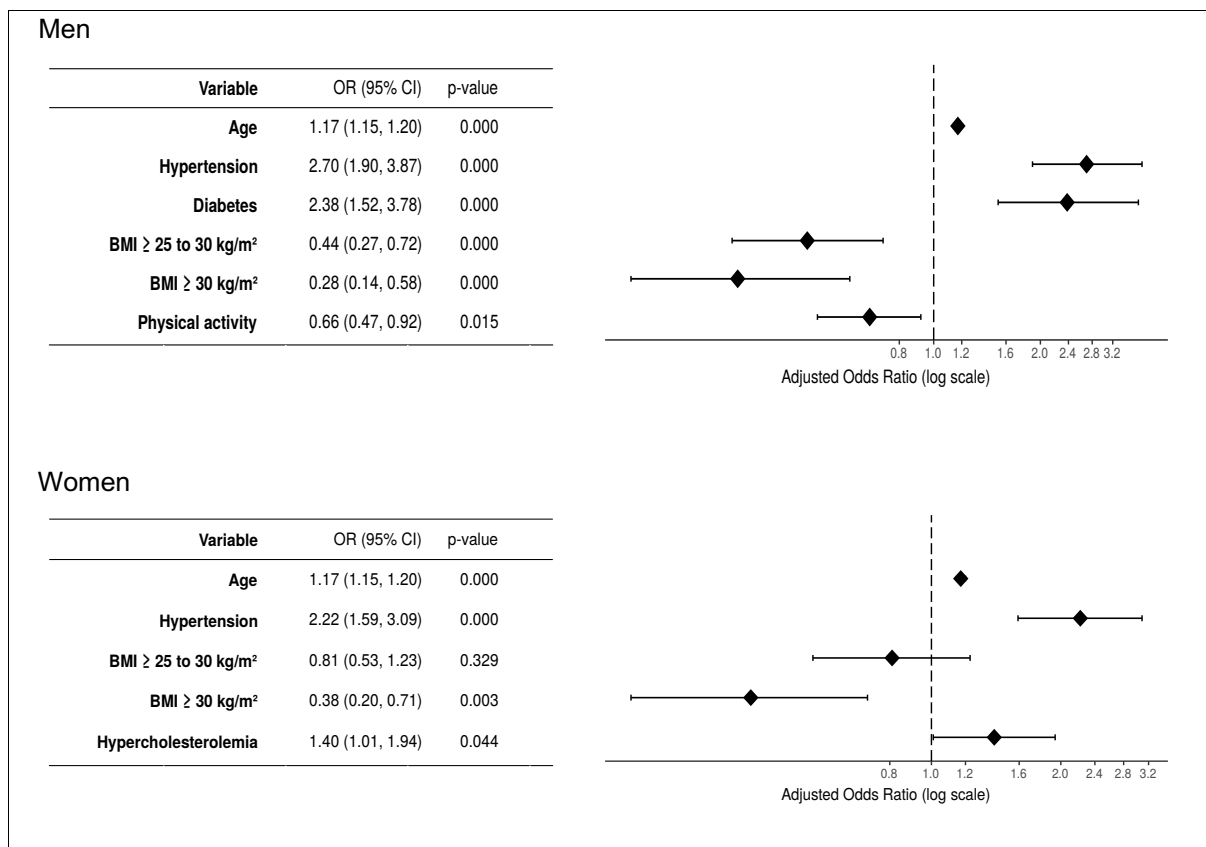 Men
Variable OR (95% CI) p-value
Age 1.17 (1.15, 1.20) 0.000
Hypertension 2.70 (1.90, 3.87) 0.000
Diabetes 2.38 (1.52, 3.78) 0.000
BMI ≥ 25 to 30 kg/m² 0.44 (0.27, 0.72) 0.000
BMI ≥ 30 kg/m² 0.28 (0.14, 0.58) 0.000
Physical activity 0.66 (0.47, 0.92) 0.015
0.8 1.0 1.2 1.6 2.0 2.4 2.8 3.2
Adjusted Odds Ratio (log scale)
Women
Variable OR (95% CI) p-value
Age 1.17 (1.15, 1.20) 0.000
Hypertension 2.22 (1.59, 3.09) 0.000
BMI ≥ 25 to 30 kg/m² 0.81 (0.53, 1.23) 0.329
BMI ≥ 30 kg/m² 0.38 (0.20, 0.71) 0.003
Hypercholesterolemia 1.40 (1.01, 1.94) 0.044
0.8 1.0 1.2 1.6 2.0 2.4 2.8 3.2
Adjusted Odds Ratio (log scale)